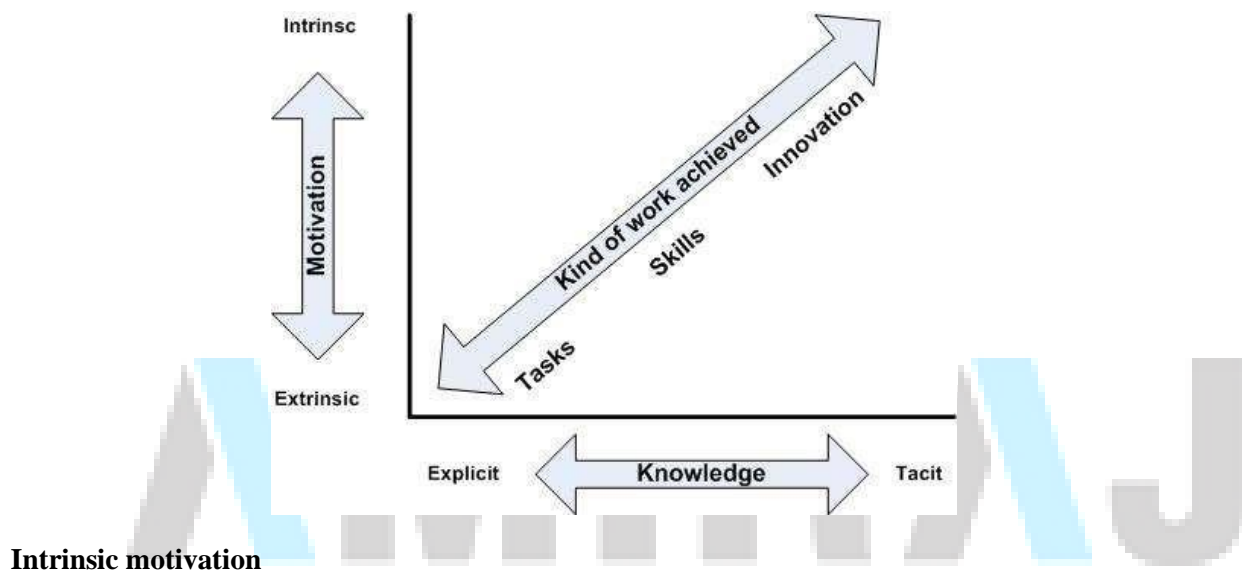 Intrinsc
Motivation
Extrinsic
Kind of work achieved
Innovation
Skills
Tasks
Explicit
Knowledge
Tacit
Intrinsic motivation